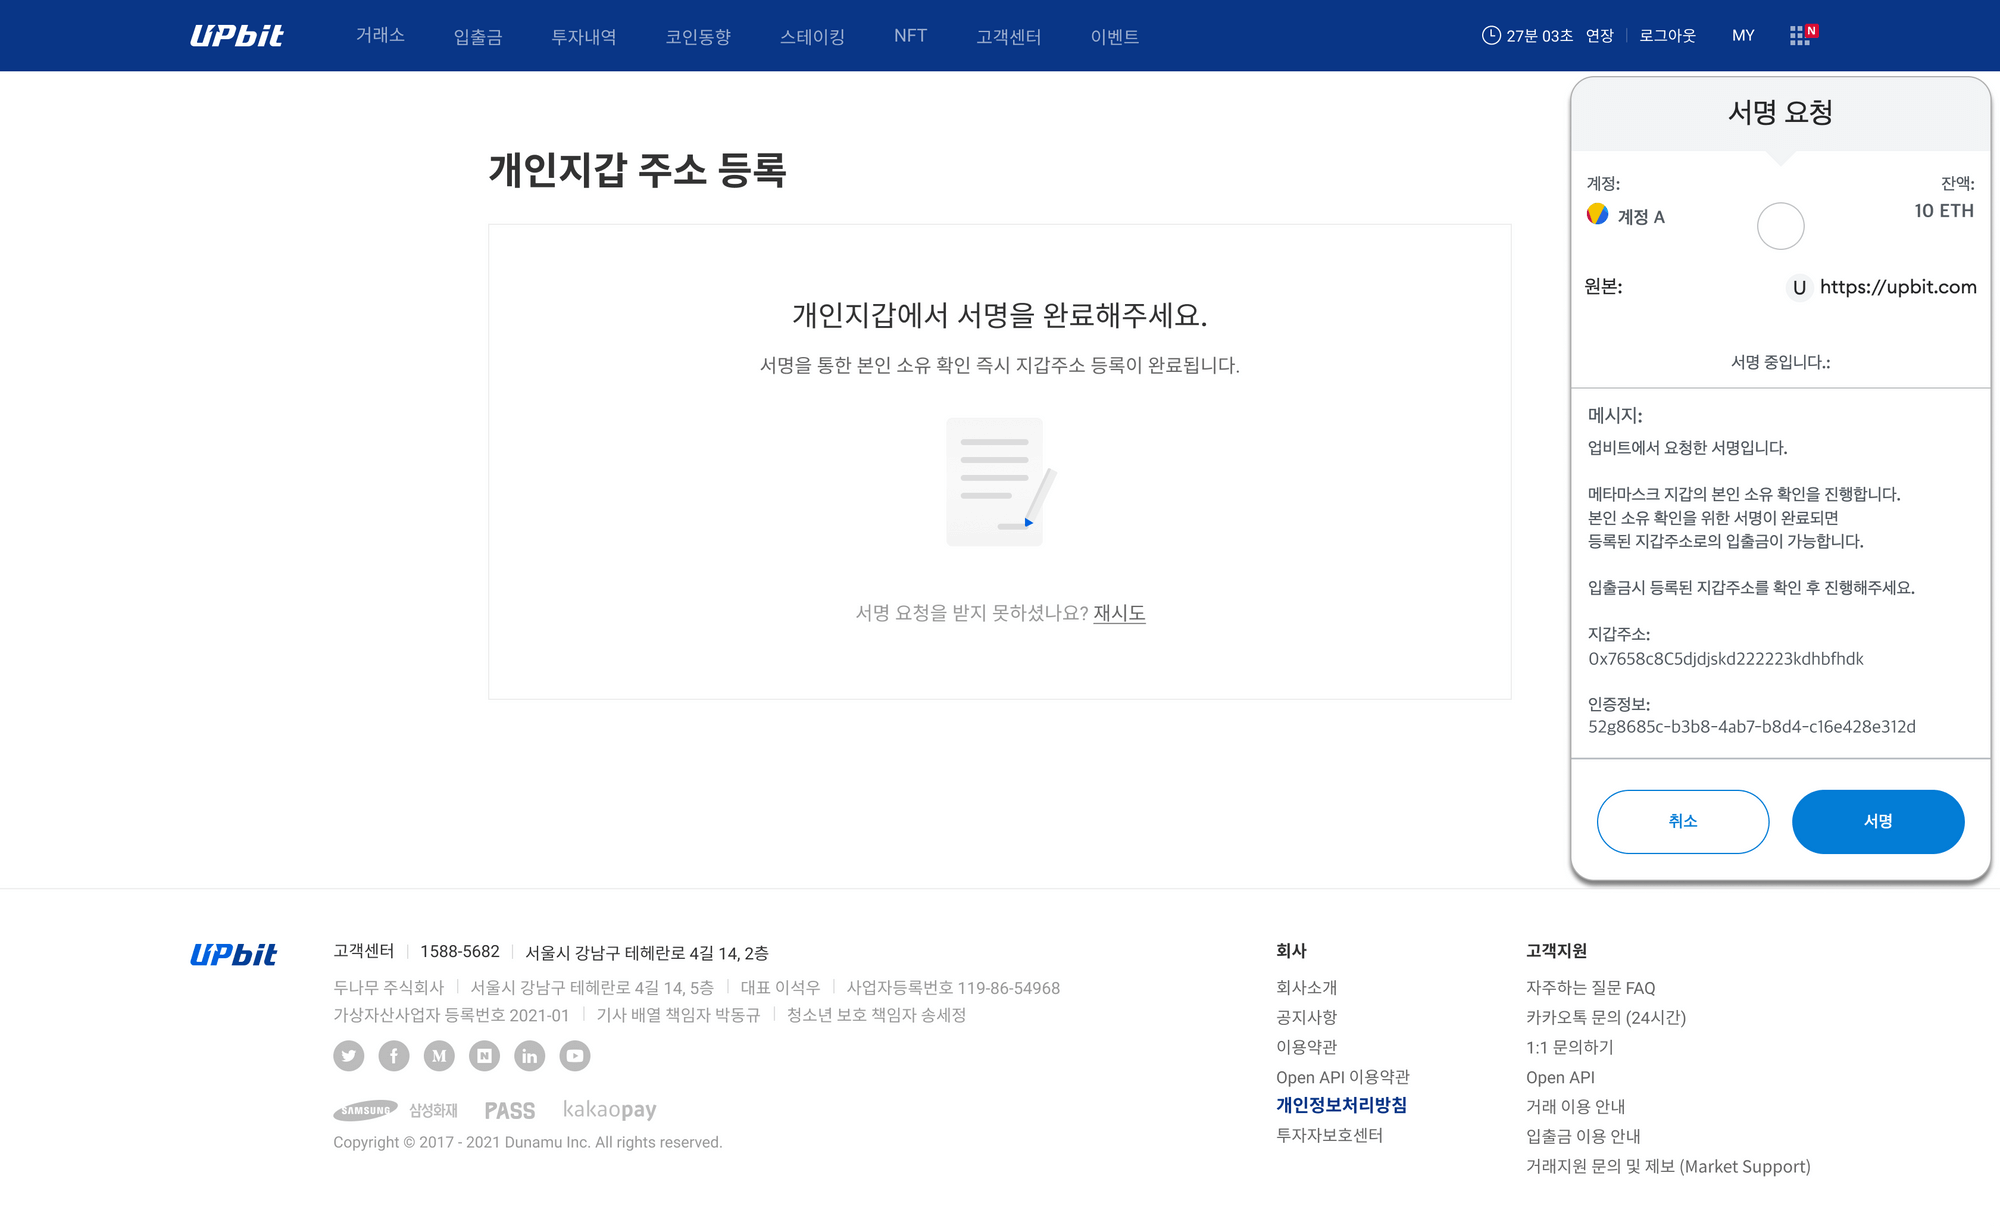 UPbit 거래소 입출금 투자내역 코인동향 스테이킹 NFT 고객센터 이벤트 27분 03초 연장 로그아웃 MY N
개인지갑 주소 등록
개인지갑에서 서명을 완료해주세요.
서명을 통한 본인 소유 확인 즉시 지갑주소 등록이 완료됩니다.
서명 요청을 받지 못하셨나요? 재시도
서명 요청
계정: 잔액:
계정 A 10 ETH
원본: U https://upbit.com
서명 중입니다.:
메시지:
업비트에서 요청한 서명입니다.
메타마스크 지갑의 본인 소유 확인을 진행합니다.
본인 소유 확인을 위한 서명이 완료되면
등록된 지갑주소로의 입출금이 가능합니다.
입출금시 등록된 지갑주소를 확인 후 진행해주세요.
지갑주소:
0x7658c8C5djdjskd222223kdhbfhdk
인증정보:
52g8685c-b3b8-4ab7-b8d4-c16e428e312d
취소 서명
UPbit 고객센터 1588-5682 서울시 강남구 테헤란로 4길 14, 2층
두나무 주식회사 서울시 강남구 테헤란로 4길 14, 5층 대표 이석우 사업자등록번호 119-86-54968
가상자산사업자 등록번호 2021-01 기사 배열 책임자 박동규 청소년 보호 책임자 송세정
M N in
SAMSUNG 삼성화재 PASS kakaopay
Copyright © 2017 - 2021 Dunamu Inc. All rights reserved.
회사
회사소개
공지사항
이용약관
Open API 이용약관
개인정보처리방침
투자자보호센터
고객지원
자주하는 질문 FAQ
카카오톡 문의 (24시간)
1:1 문의하기
Open API
거래 이용 안내
입출금 이용 안내
거래지원 문의 및 제보 (Market Support)